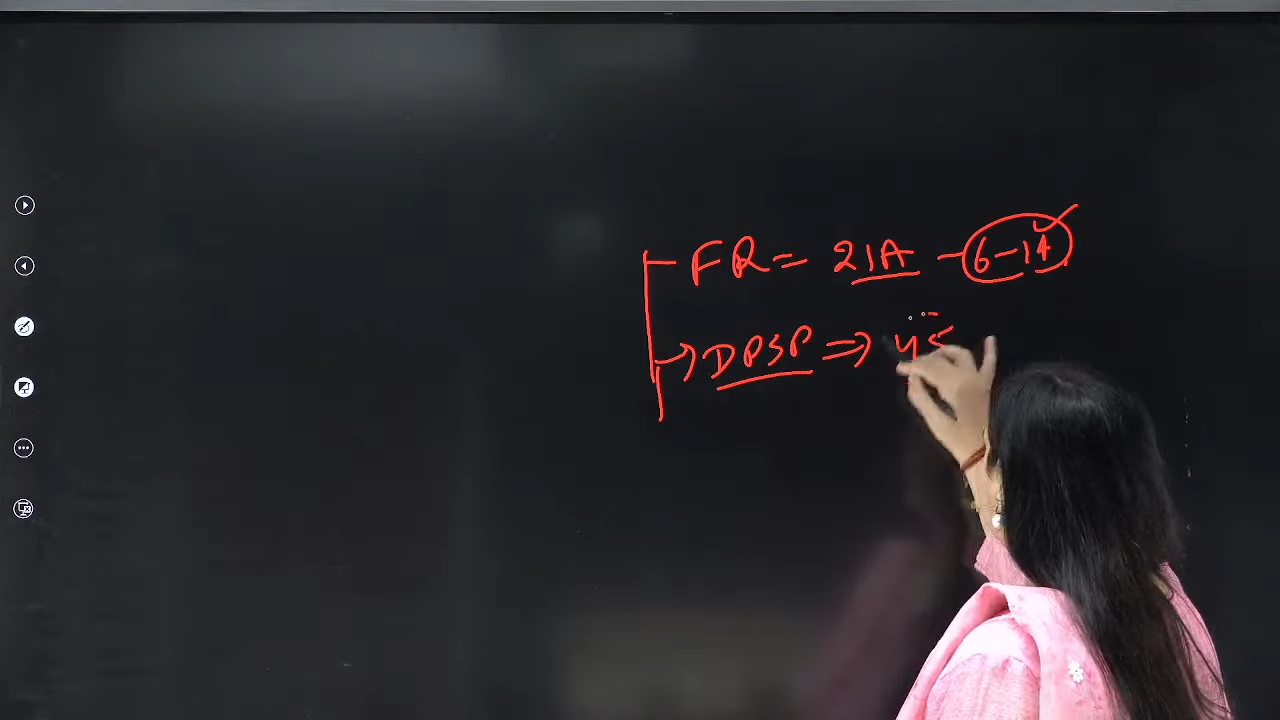 FR = 21A - 6-14
→ DPSP ⇒ 45